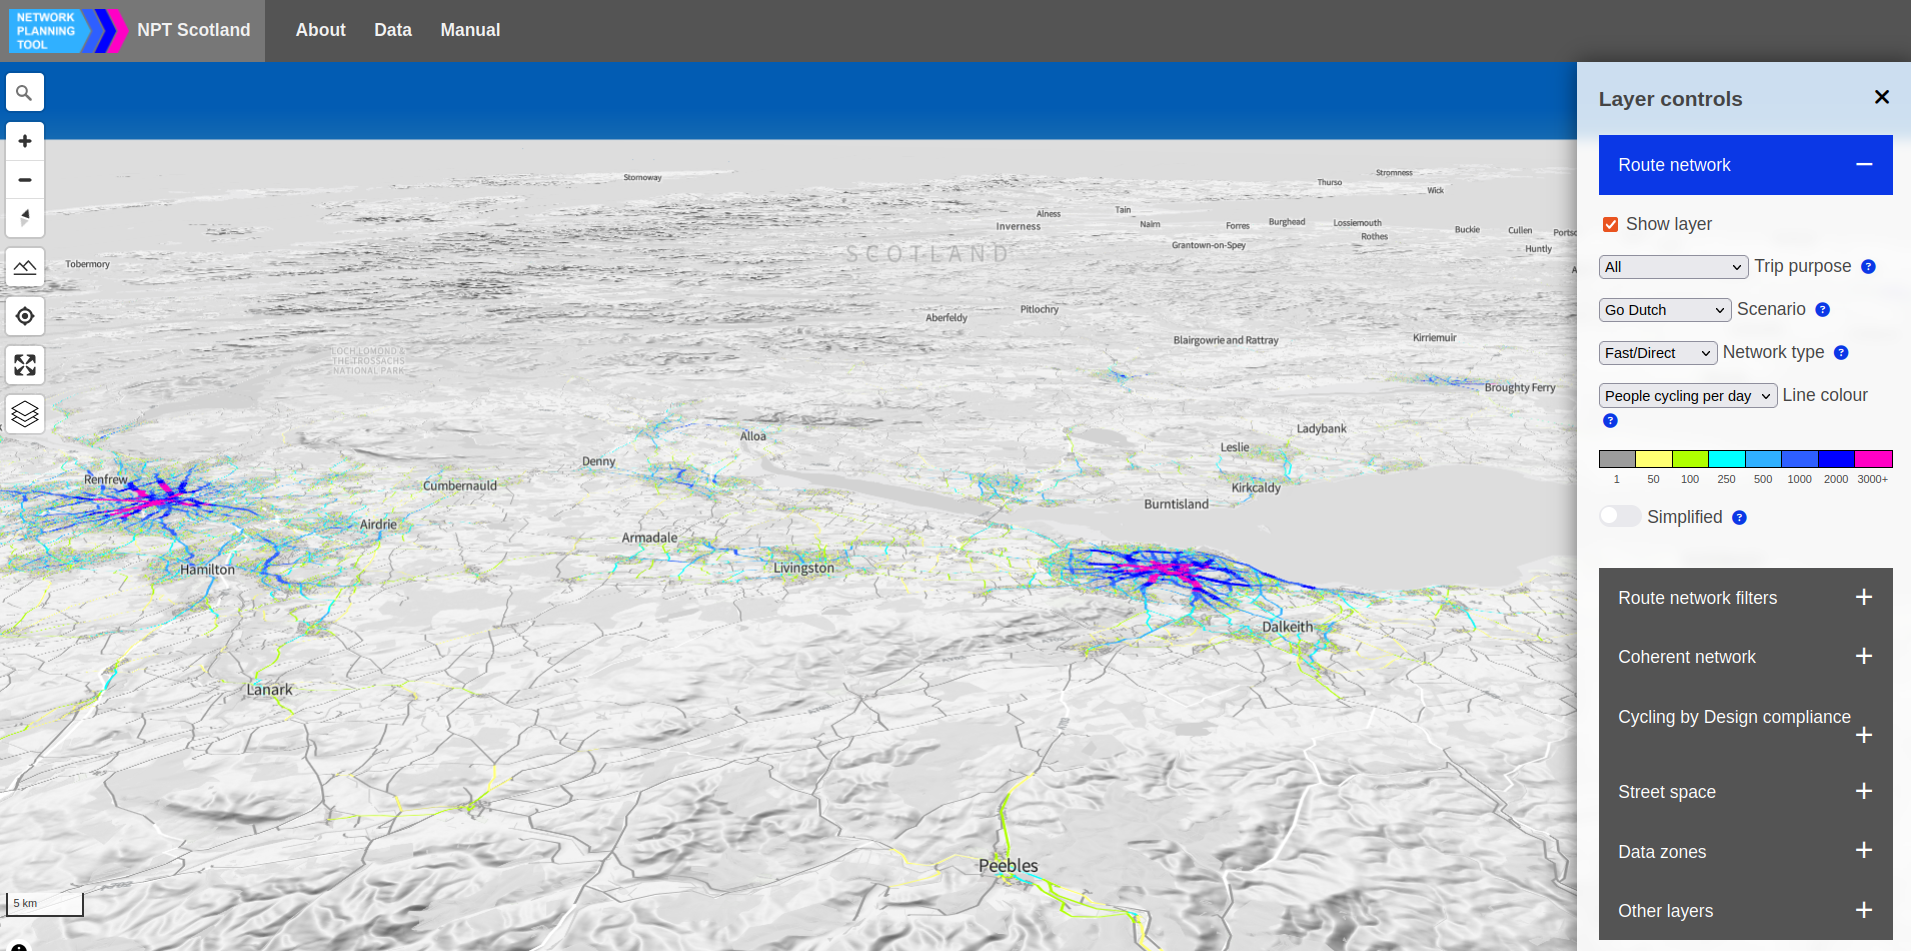 NETWORK
PLANNING
TOOL
NPT Scotland
About
Data
Manual
Layer controls
Route network
Show layer
All
Trip purpose
?
Go Dutch
Scenario
?
Fast/Direct
Network type
?
People cycling per day
Line colour
?
1 50 100 250 500 1000 2000 3000+
Simplified
?
Route network filters
Coherent network
Cycling by Design compliance
Street space
Data zones
Other layers
Stornoway
Thurso
Stromness
Wick
Alness
Tain
Inverness
Nairn
Forres
Burghead
Lossiemouth
Rothes
Buckie
Cullen
Portso
Grantown-on-Spey
Huntly
SCOTLAND
Tobermory
A
Aberfeldy
Pitlochry
Blairgowrie and Rattray
Kirriemuir
LOCH LOMOND &
THE TROSSACHS
NATIONAL PARK
Broughty Ferry
Alloa
Ladybank
Leslie
Denny
Renfrew
Cumbernauld
Kirkcaldy
Burntisland
Airdrie
Armadale
Hamilton
Livingston
Dalkeith
Lanark
Peebles
5 km